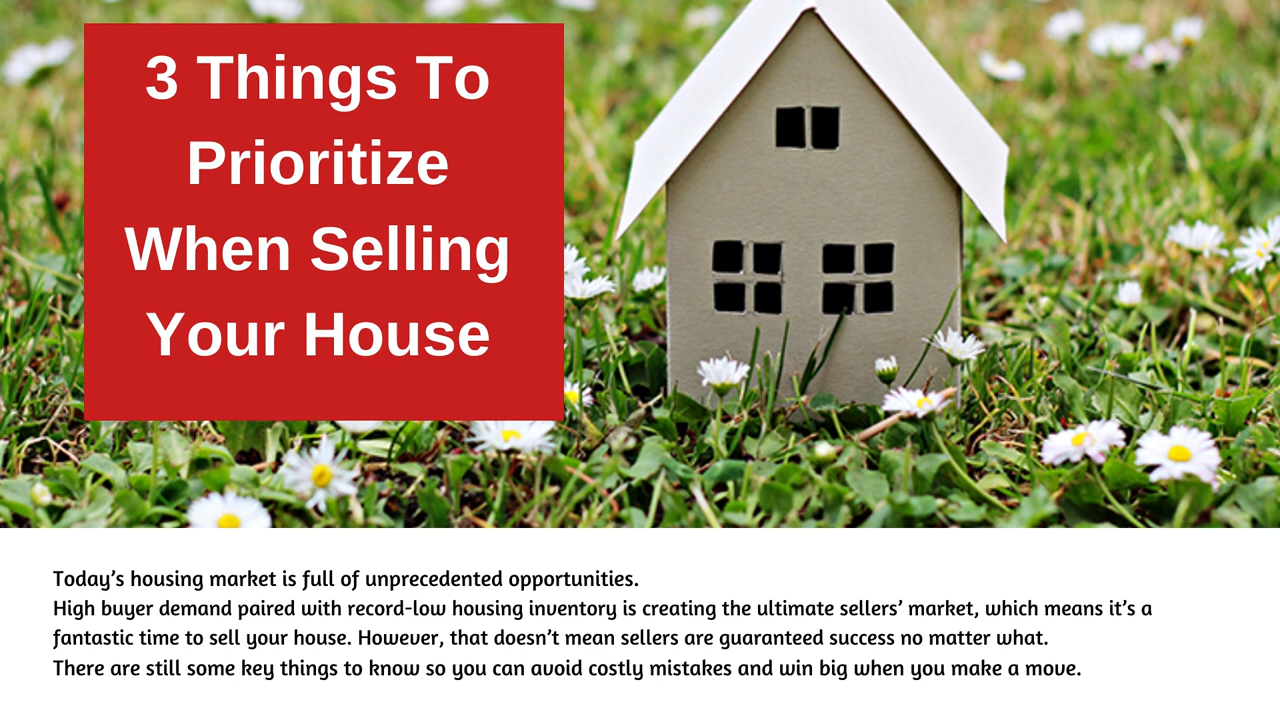 3 Things To
Prioritize
When Selling
Your House
Today’s housing market is full of unprecedented opportunities.
High buyer demand paired with record-low housing inventory is creating the ultimate sellers’ market, which means it’s a
fantastic time to sell your house. However, that doesn’t mean sellers are guaranteed success no matter what.
There are still some key things to know so you can avoid costly mistakes and win big when you make a move.